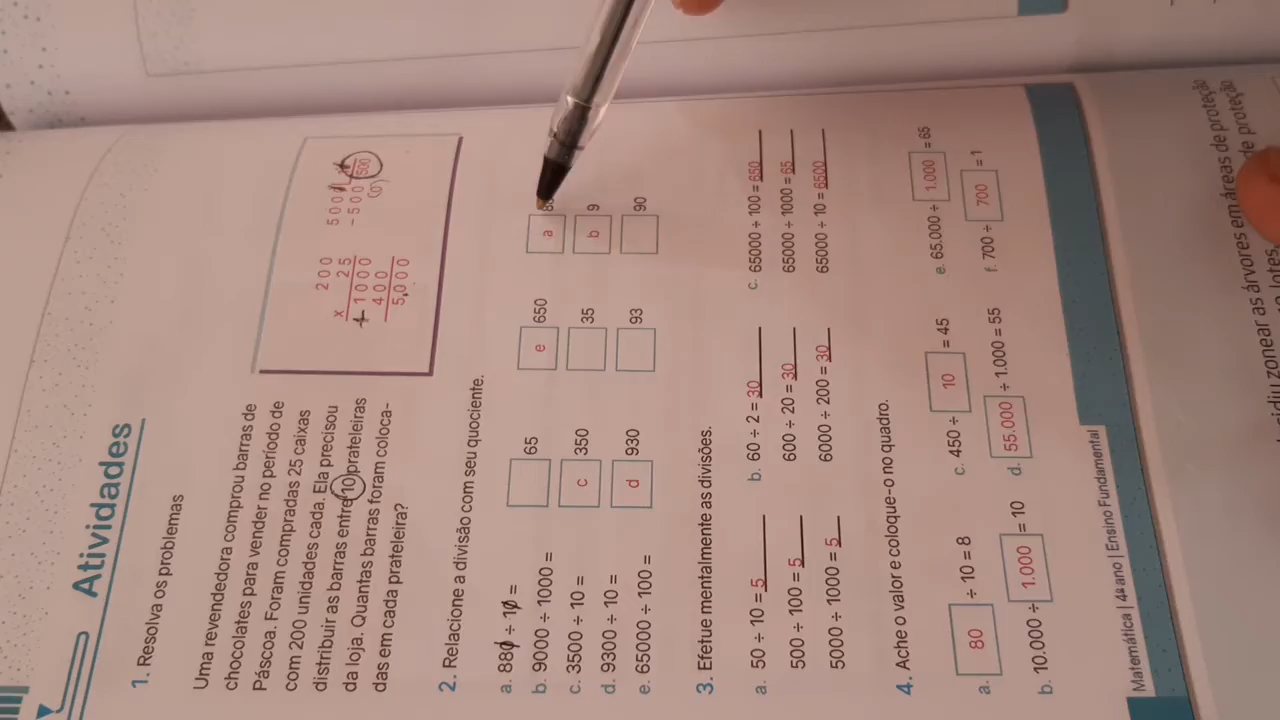 Atividades
1. Resolva os problemas
Uma revendedora comprou barras de
chocolates para vender no período de
Páscoa. Foram compradas 25 caixas
com 200 unidades cada. Ela precisou
distribuir as barras entre 10 prateleiras
da loja. Quantas barras foram coloca-
das em cada prateleira?
200
x 25
+ 1000
400
5,000
5000
-500
(0)
500
2. Relacione a divisão com seu quociente.
a. 880 ÷ 10 =
b. 9000 ÷ 1000 =
c. 3500 ÷ 10 =
d. 9300 ÷ 10 =
e. 65000 ÷ 100 =
65
c 350
d 930
e 650
35
93
a
b 9
90
3. Efetue mentalmente as divisões.
a. 50 ÷ 10 = 5
500 ÷ 100 = 5
5000 ÷ 1000 = 5
b. 60 ÷ 2 = 30
600 ÷ 20 = 30
6000 ÷ 200 = 30
c. 65000 ÷ 100 = 650
65000 ÷ 1000 = 65
65000 ÷ 10 = 6500
4. Ache o valor e coloque-o no quadro.
a. 80 ÷ 10 = 8
b. 10.000 ÷ 1.000 = 10
c. 450 ÷ 10 = 45
d. 55.000 ÷ 1.000 = 55
e. 65.000 ÷ 1.000 = 65
f. 700 ÷ 700 = 1
Matemática | 4º ano | Ensino Fundamental
zonear as árvores em áreas de proteção
de proteção
lotes,